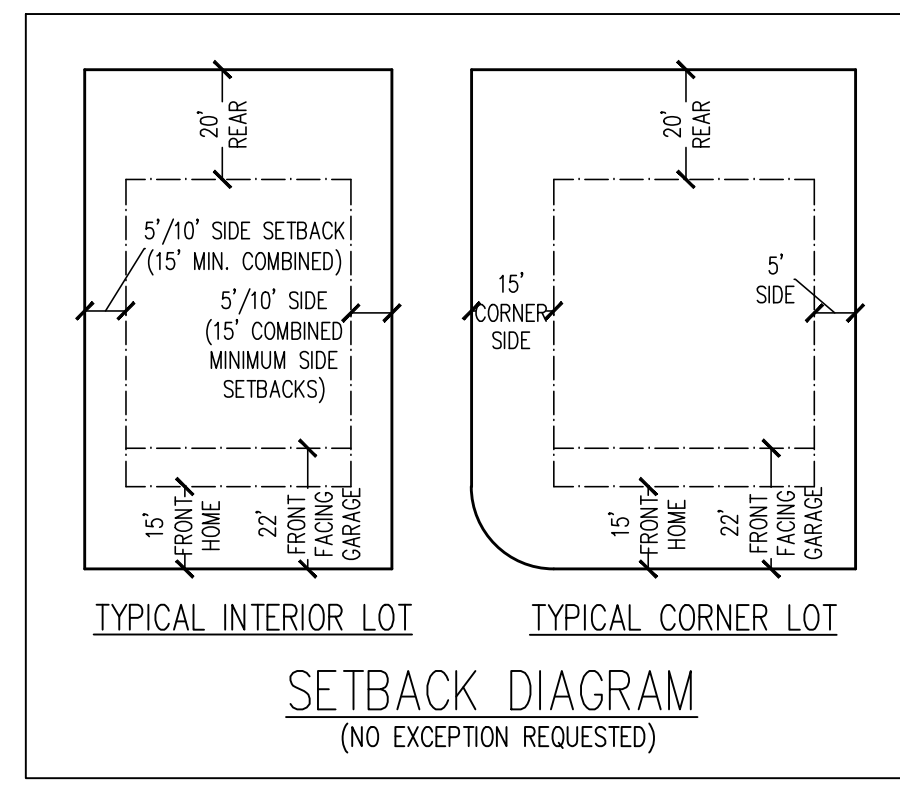 20'
REAR
5'/10' SIDE SETBACK
(15' MIN. COMBINED)
5'/10' SIDE
(15' COMBINED
MINIMUM SIDE
SETBACKS)
15'
FRONT
HOME
22'
FRONT
FACING
GARAGE
TYPICAL INTERIOR LOT
20'
REAR
15'
CORNER
SIDE
5'
SIDE
15'
FRONT
HOME
22'
FRONT
FACING
GARAGE
TYPICAL CORNER LOT
SETBACK DIAGRAM
(NO EXCEPTION REQUESTED)